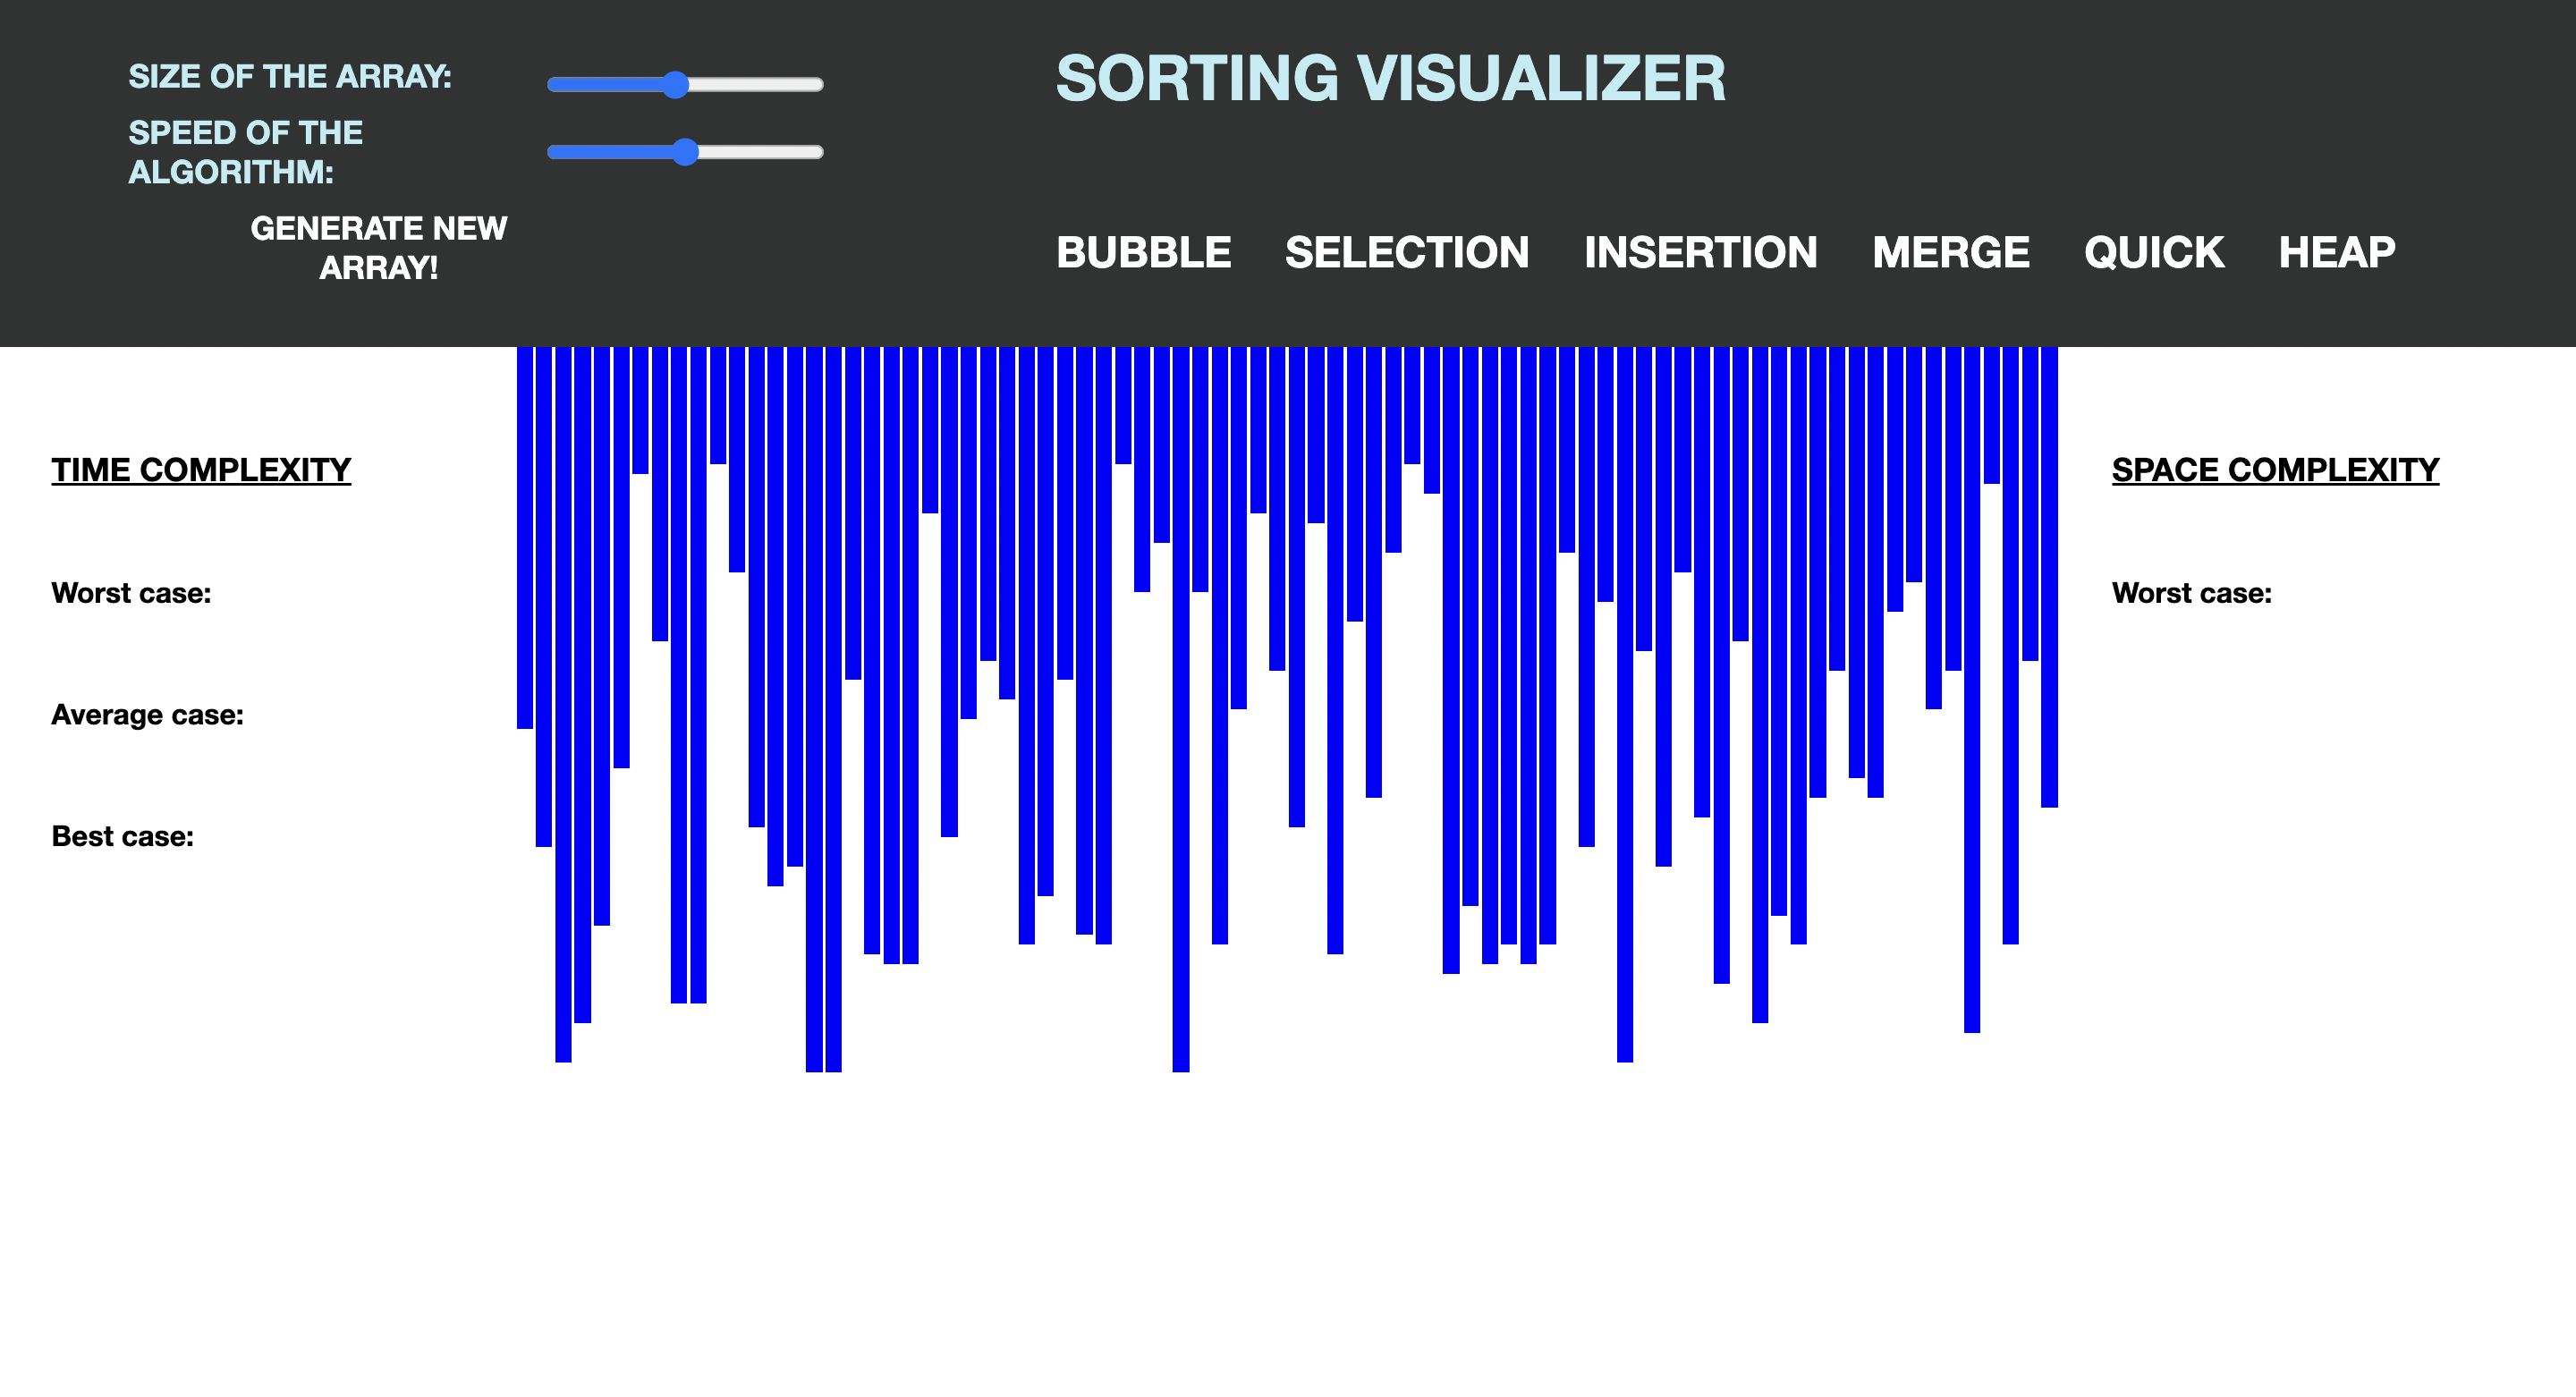 SIZE OF THE ARRAY:
SPEED OF THE
ALGORITHM:
GENERATE NEW
ARRAY!
SORTING VISUALIZER
BUBBLE SELECTION INSERTION MERGE QUICK HEAP
TIME COMPLEXITY
Worst case:
Average case:
Best case:
SPACE COMPLEXITY
Worst case: